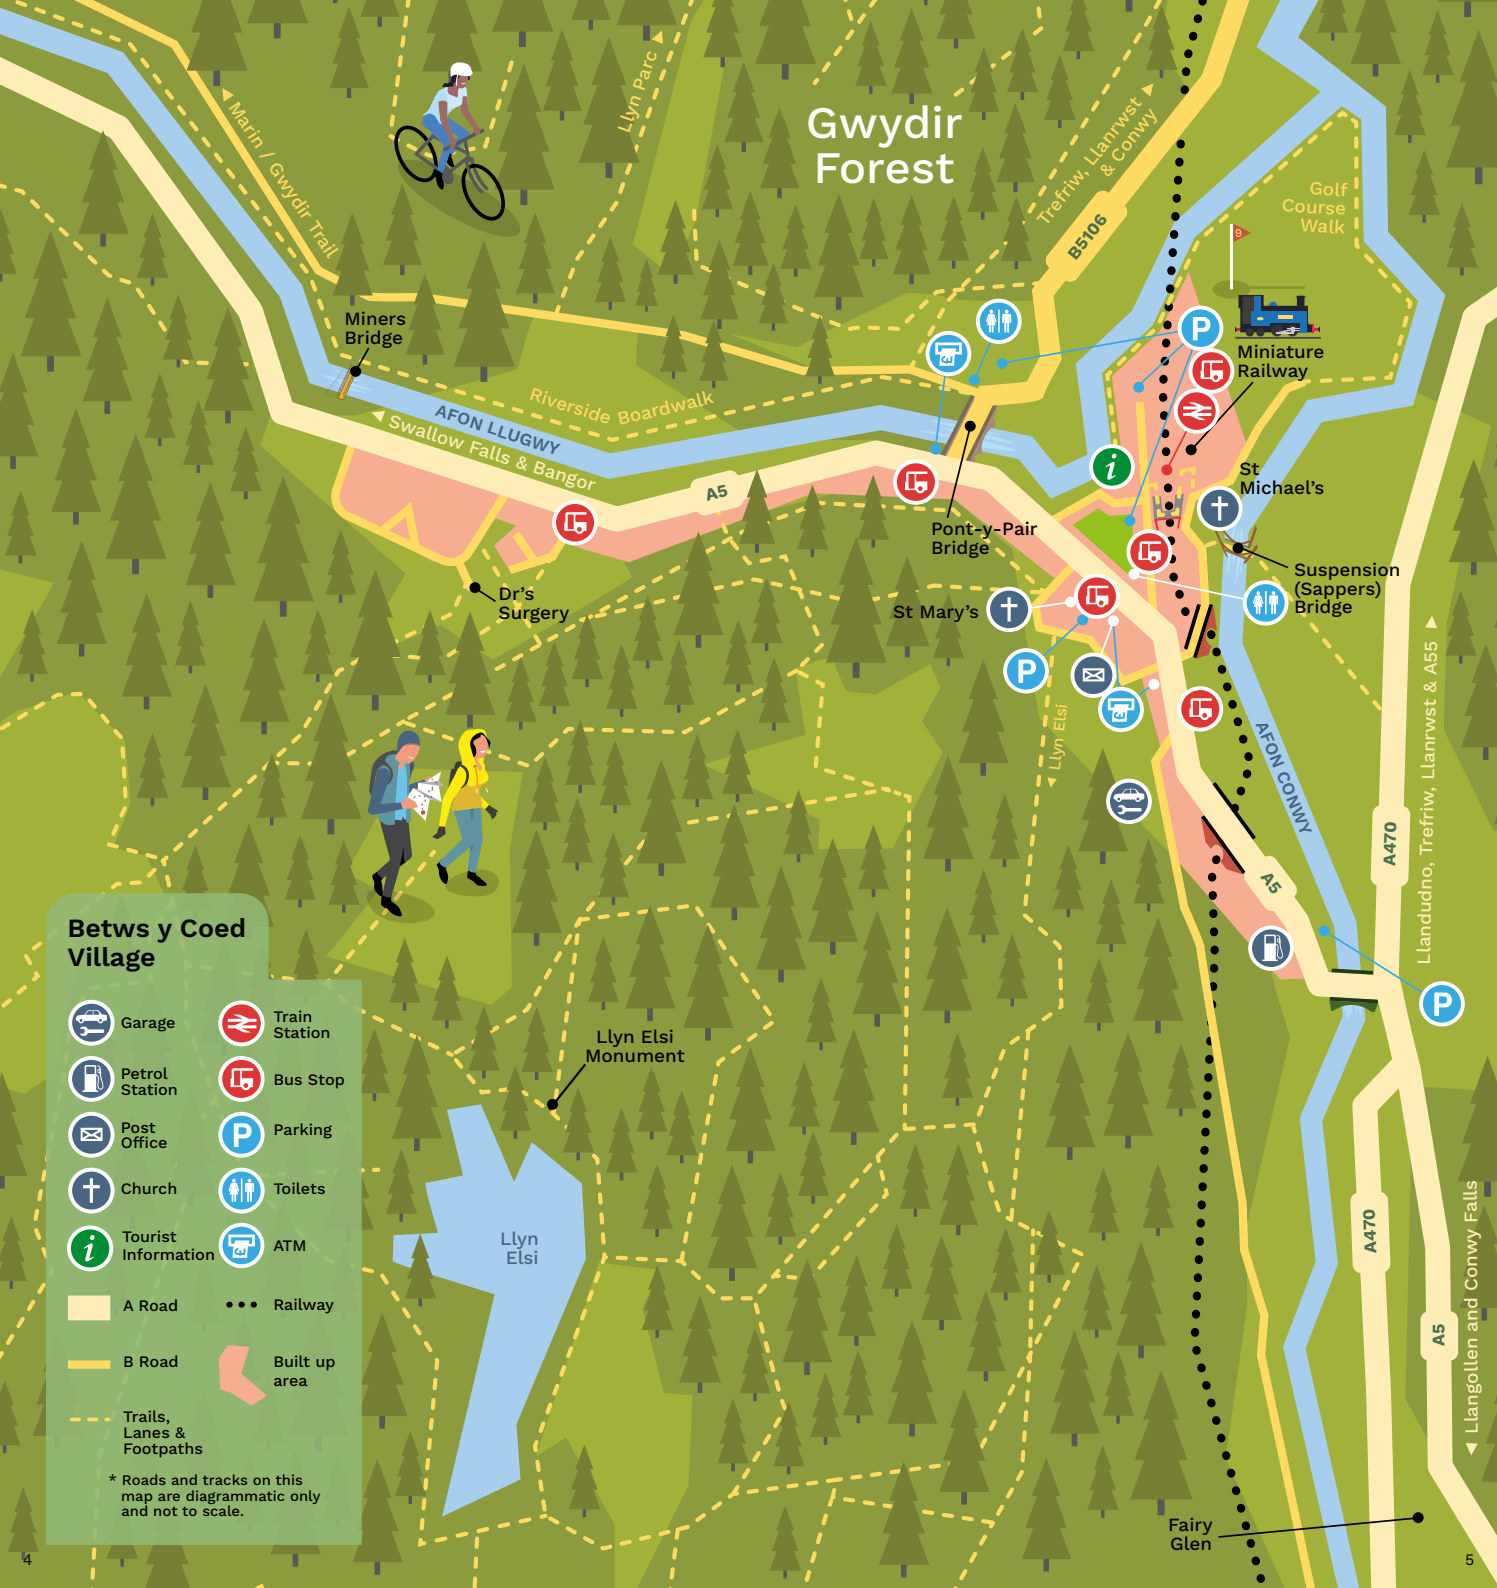 Gwydir
Forest
Llyn Parc
Marin / Gwydyr Trail
Trefriw, Llanrwst
& Conwy
B5106
Golf
Course
Walk
9
Miners
Bridge
P
Miniature
Railway
Riverside Boardwalk
AFON LLUGWY
Swallow Falls & Bangor
A5
i
St
Michael's
Pont-y-Pair
Bridge
Suspension
(Sappers)
Bridge
Dr's
Surgery
St Mary's
P
Llyn Elsi
AFON CONWY
Llandudno, Trefriw, Llanrwst & A55
A470
A5
P
Betws y Coed
Village
Garage
Train
Station
Petrol
Station
Bus Stop
Post
Office
P
Parking
Church
Toilets
i
Tourist
Information
ATM
A Road
Railway
B Road
Built up
area
Trails,
Lanes &
Footpaths
* Roads and tracks on this
map are diagrammatic only
and not to scale.
Llyn Elsi
Monument
Llyn
Elsi
A470
A5
Llangollen and Conwy Falls
Fairy
Glen
4
5